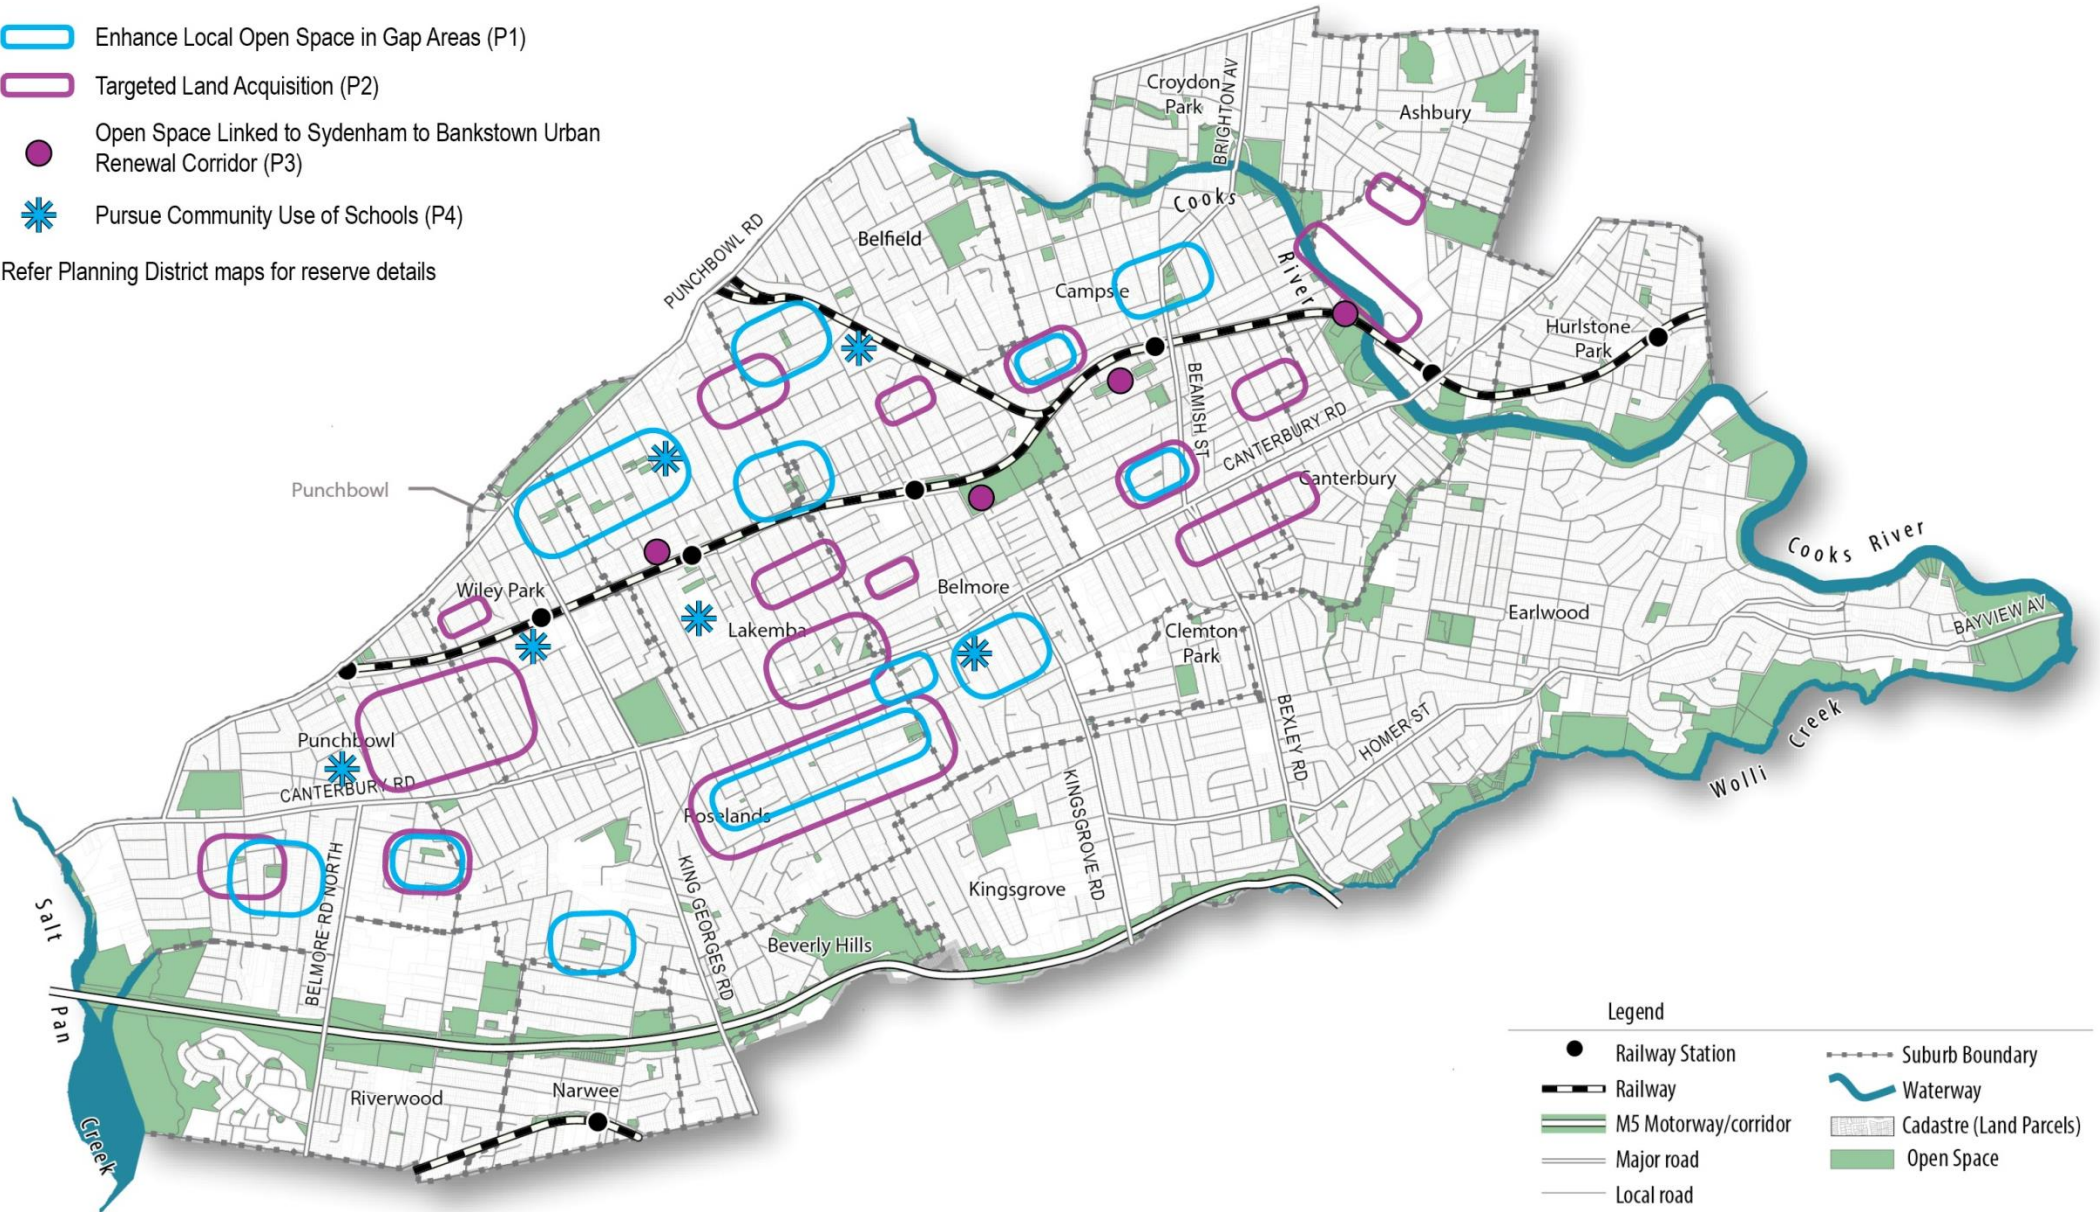 Enhance Local Open Space in Gap Areas (P1)
Targeted Land Acquisition (P2)
Open Space Linked to Sydenham to Bankstown Urban
Renewal Corridor (P3)
Pursue Community Use of Schools (P4)
Refer Planning District maps for reserve details
Croydon
Park
BRIGHTON AV
Ashbury
Cooks
River
PUNCHBOWL RD
Belfield
Campsie
Hurlstone
Park
BEAMISH ST
CANTERBURY RD
Canterbury
Punchbowl
Wiley Park
Belmore
Lakemba
Clemton
Park
Earlwood
Cooks River
BAYVIEW AV
Punchbowl
CANTERBURY RD
BEXLEY RD
HOMER ST
Wolli
Creek
Roselands
KINGSGROVE RD
Kingsgrove
KING GEORGES RD
Beverly Hills
BELMORE RD NORTH
Salt
Pan
Creek
Riverwood
Narwee
Legend
Railway Station
Railway
M5 Motorway/corridor
Major road
Local road
Suburb Boundary
Waterway
Cadastre (Land Parcels)
Open Space